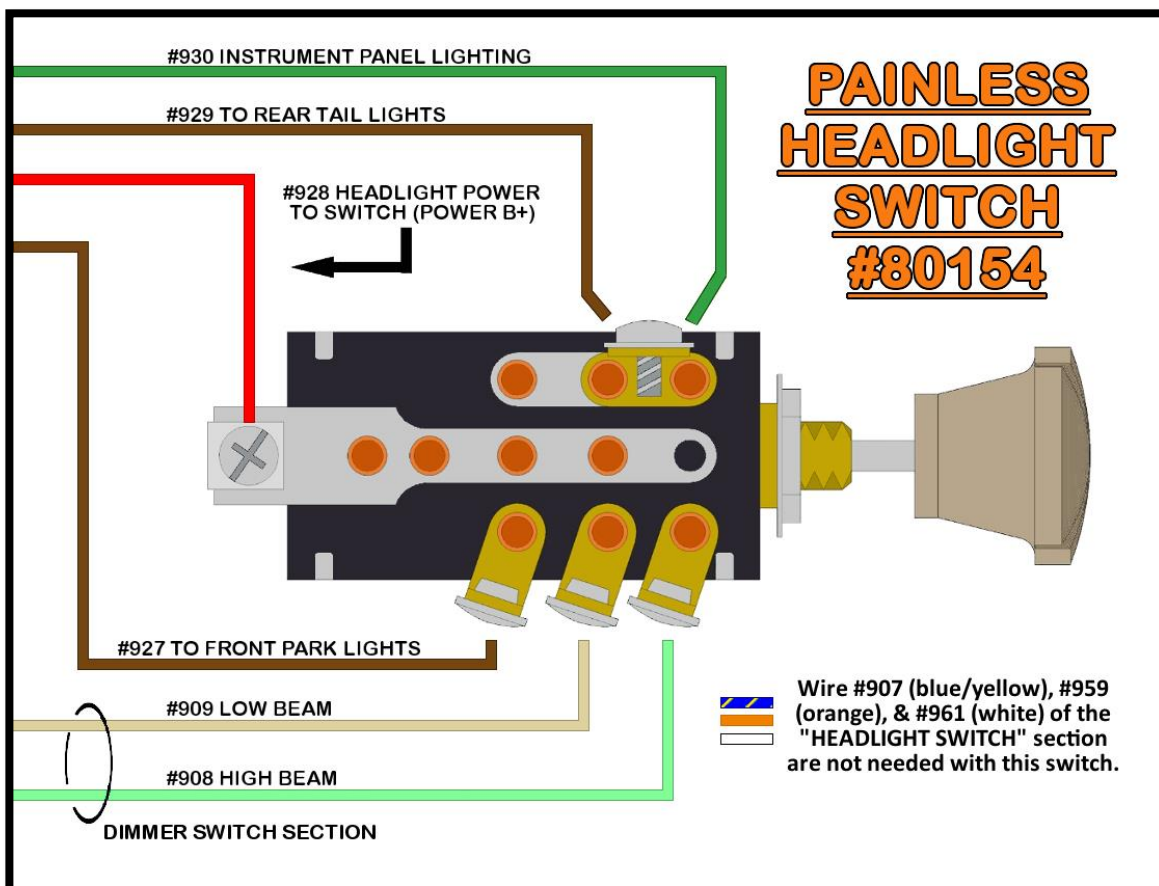 #930 INSTRUMENT PANEL LIGHTING
#929 TO REAR TAIL LIGHTS
#928 HEADLIGHT POWER
TO SWITCH (POWER B+)
PAINLESS
HEADLIGHT
SWITCH
#80154
#927 TO FRONT PARK LIGHTS
#909 LOW BEAM
#908 HIGH BEAM
DIMMER SWITCH SECTION
Wire #907 (blue/yellow), #959
(orange), & #961 (white) of the
"HEADLIGHT SWITCH" section
are not needed with this switch.